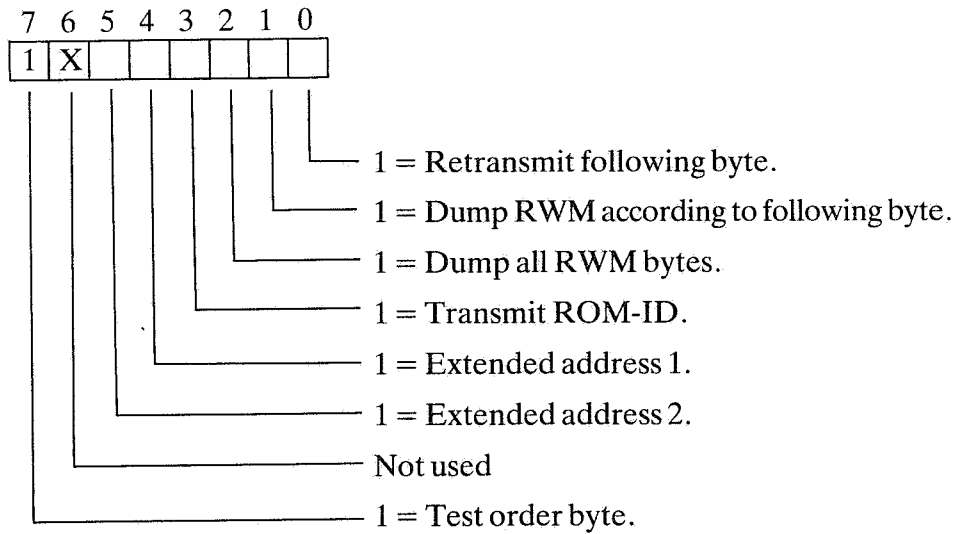 7 6 5 4 3 2 1 0
1 X
1 = Retransmit following byte.
1 = Dump RWM according to following byte.
1 = Dump all RWM bytes.
1 = Transmit ROM-ID.
1 = Extended address 1.
1 = Extended address 2.
Not used
1 = Test order byte.